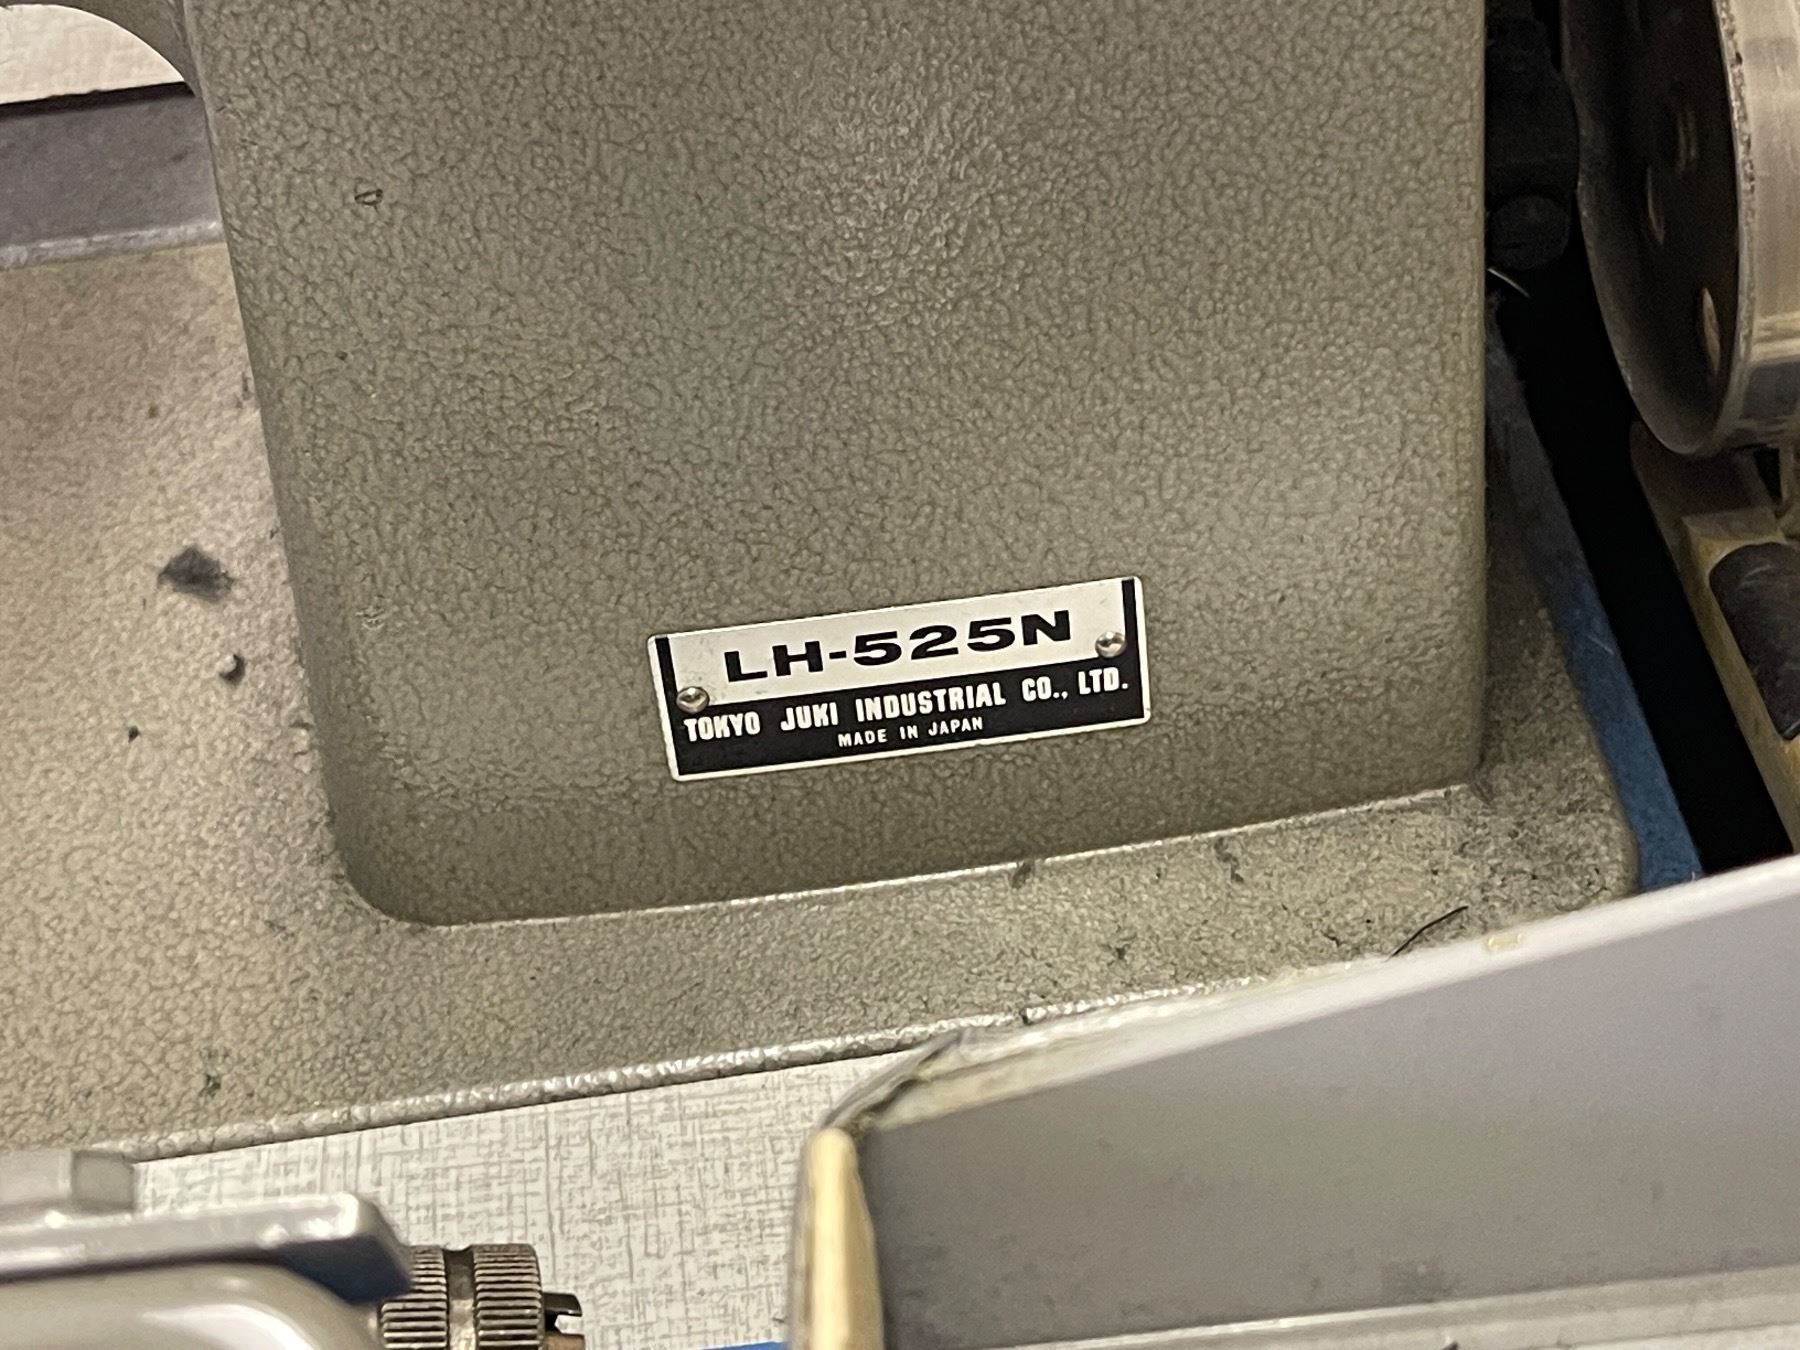 LH-525N
TOKYO JUKI INDUSTRIAL CO., LTD.
MADE IN JAPAN